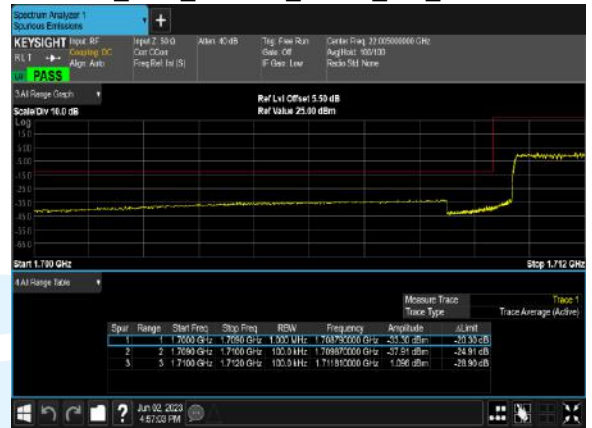 Spectrum Analyzer 1
Spurious Emissions
+
KEYSIGHT Input: RF Input Z: 50 Ω Atten: 40 dB Trig: Free Run Center Freq: 22.005000000 GHz
RLT Coupling: DC Corr CCorr Gate: Off Avg|Hold: 100/100
Align: Auto Freq Ref: Int (S) IF Gain: Low Radio Std: None
PASS
3.All Range Graph
Scale/Div 10.0 dB
Ref Lvl Offset 5.50 dB
Ref Value 25.00 dBm
Log
15.0
5.00
-5.00
-15.0
-25.0
-35.0
-45.0
-55.0
-65.0
Start 1.700 GHz Stop 1.712 GHz
4.All Range Table
Measure Trace Trace 1
Trace Type Trace Average (Active)
Spur Range Start Freq Stop Freq RBW Frequency Amplitude ΔLimit
1 1 1.7000 GHz 1.7090 GHz 1.000 MHz 1.708790000 GHz -33.30 dBm -20.30 dB
2 2 1.7090 GHz 1.7100 GHz 100.0 kHz 1.709870000 GHz -37.91 dBm -24.91 dB
3 3 1.7100 GHz 1.7120 GHz 100.0 kHz 1.711810000 GHz 1.096 dBm -28.90 dB
? Jun 02, 2023
4:57:03 PM